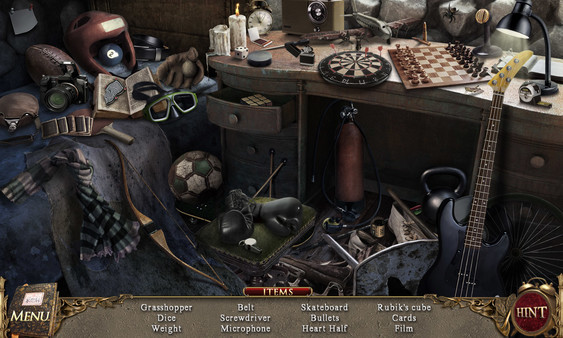 ITEMS
Grasshopper Belt Skateboard Rubik's cube
Dice Screwdriver Bullets Cards
Weight Microphone Heart Half Film
MENU
HINT